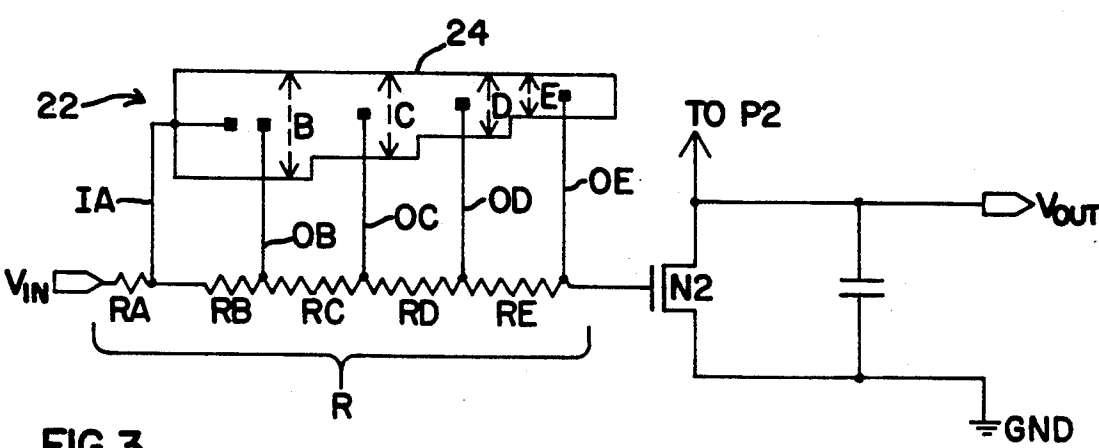 24
22
B
C
D
E
TO P2
IA
OB
OC
OD
OE
VOUT
VIN
RA
RB
RC
RD
RE
N2
R
GND
FIG.3